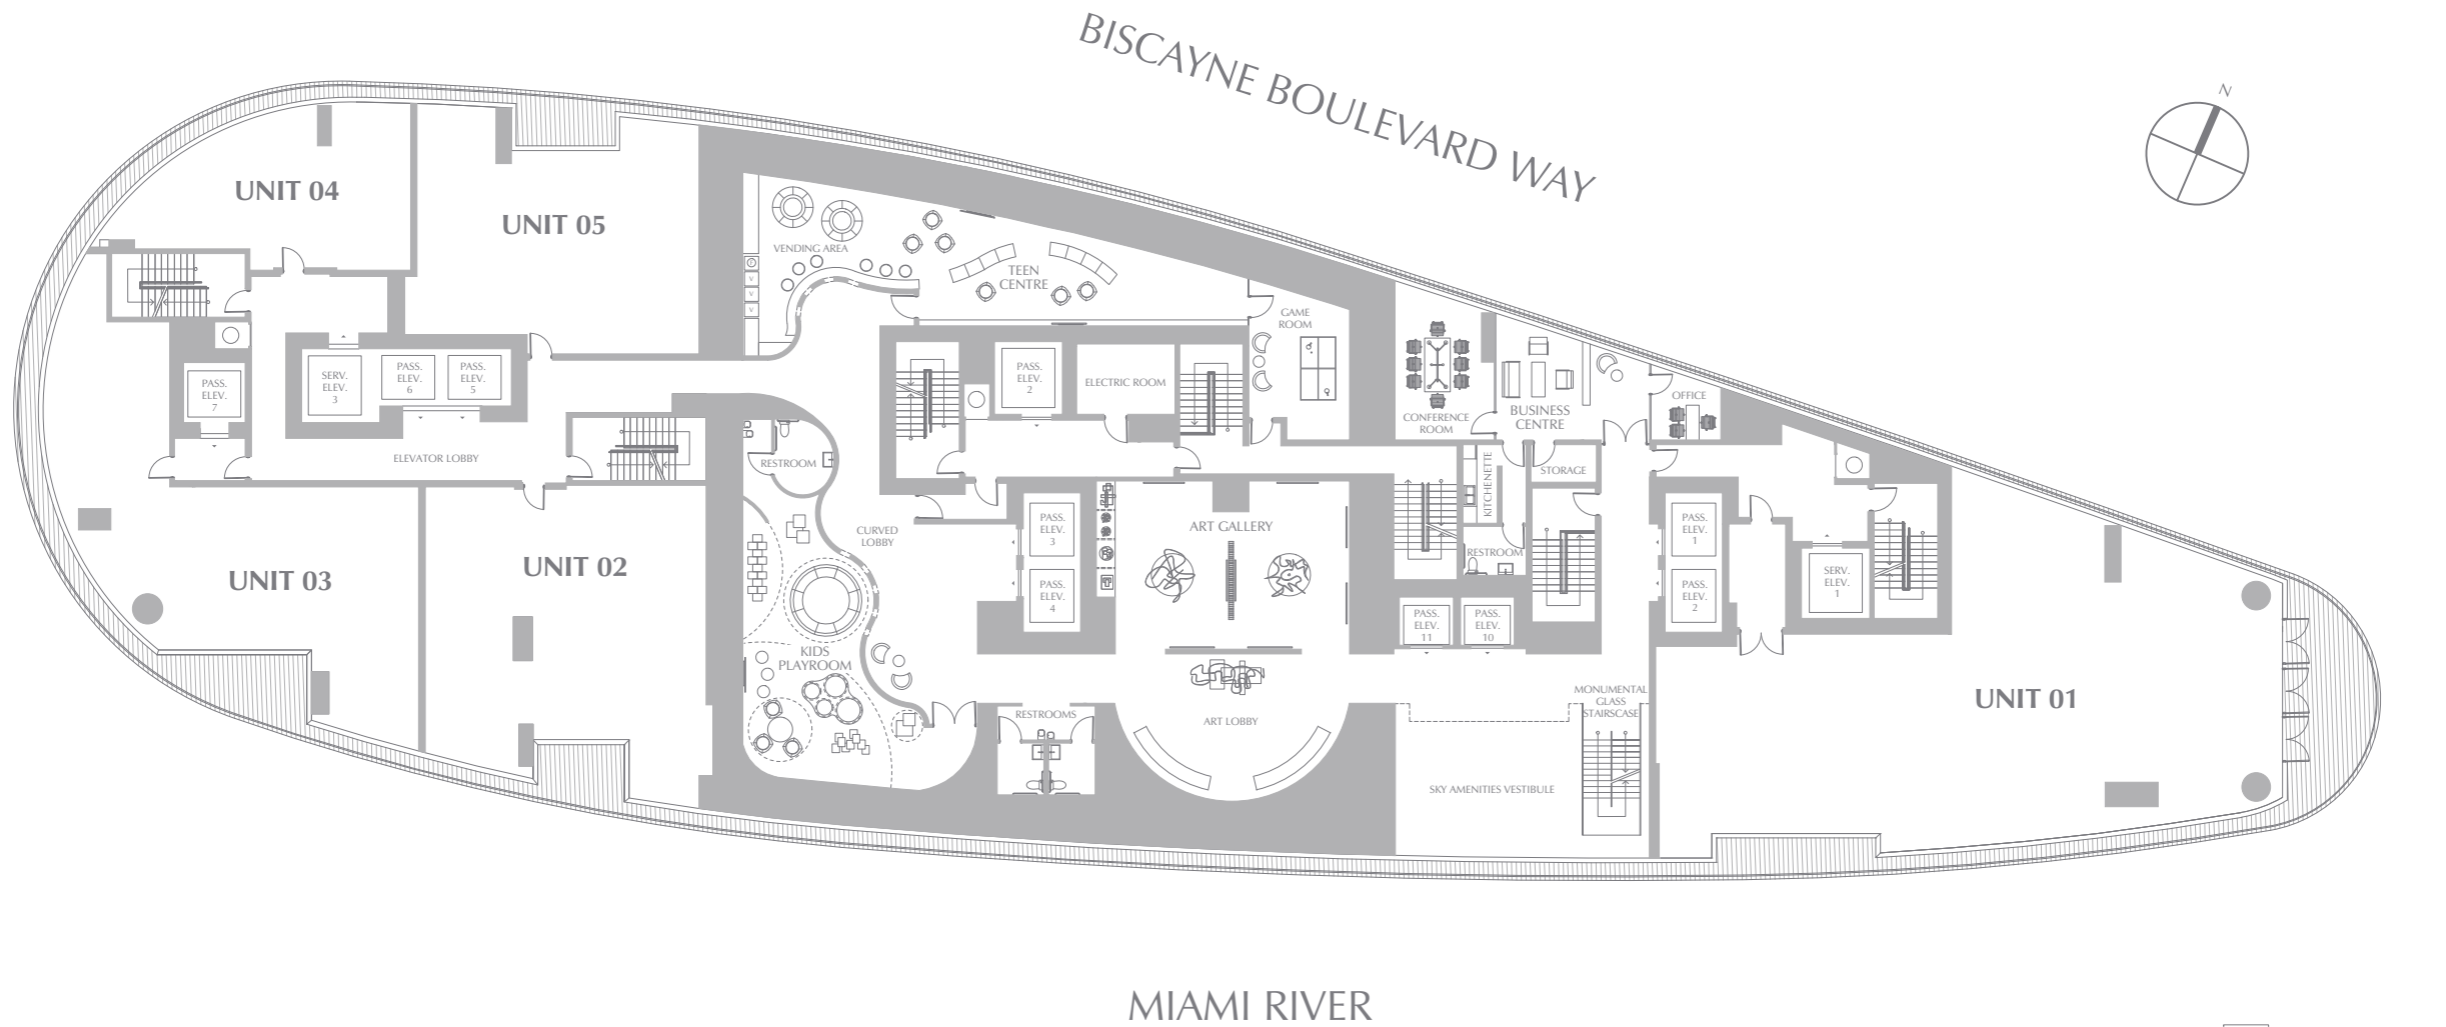 BISCAYNE BOULEVARD WAY
N
UNIT 04
UNIT 05
VENDING AREA
TEEN
CENTRE
GAME
ROOM
F
V
V
V
SERV.
ELEV.
3
PASS.
ELEV.
6
PASS.
ELEV.
5
PASS.
ELEV.
7
PASS.
ELEV.
2
ELECTRIC ROOM
CONFERENCE
ROOM
BUSINESS
CENTRE
OFFICE
ELEVATOR LOBBY
RESTROOM
KITCHENETTE
STORAGE
CURVED
LOBBY
PASS.
ELEV.
3
ART GALLERY
PASS.
ELEV.
1
RESTROOM
UNIT 03
UNIT 02
PASS.
ELEV.
4
PASS.
ELEV.
2
SERV.
ELEV.
1
PASS.
ELEV.
11
PASS.
ELEV.
10
KIDS
PLAYROOM
MONUMENTAL
GLASS
STAIRSCASE
UNIT 01
RESTROOMS
ART LOBBY
SKY AMENITIES VESTIBULE
MIAMI RIVER